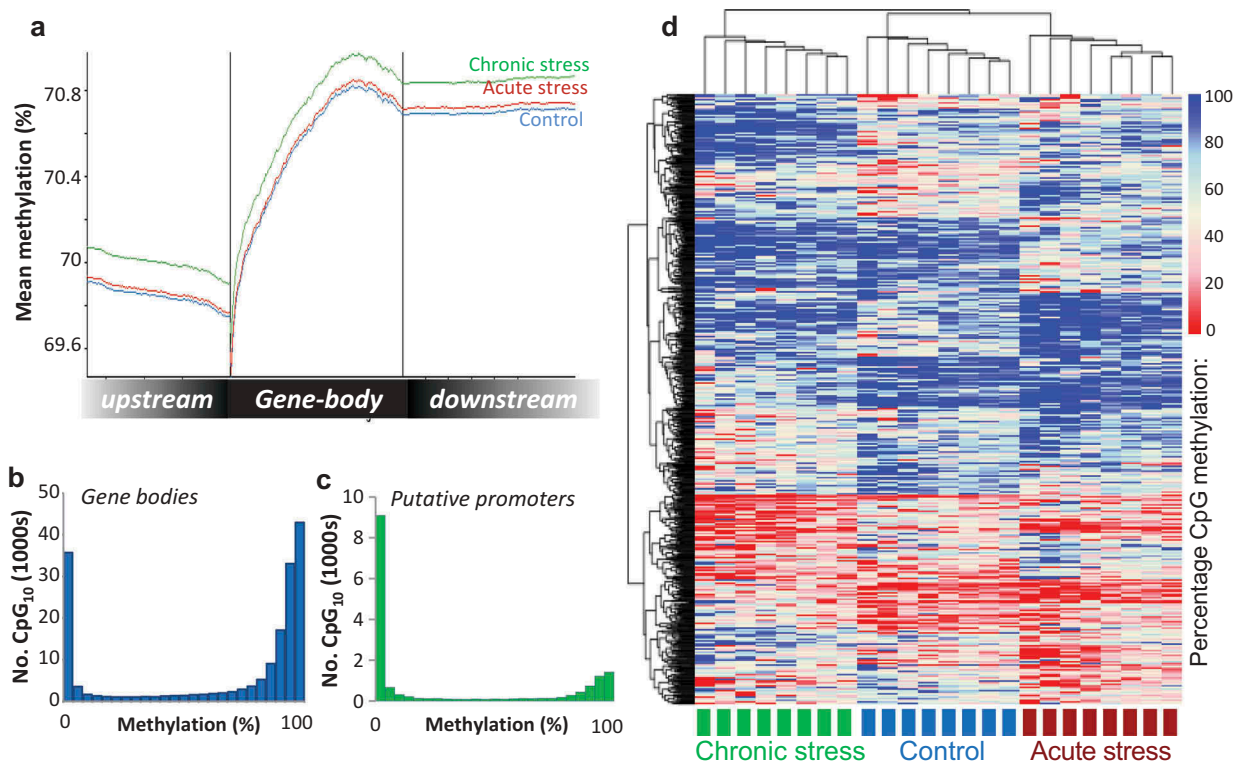 a
Mean methylation (%)
70.8
70.4
70
69.6
Chronic stress
Acute stress
Control
upstream
Gene-body
downstream
b
Gene bodies
No. CpG10 (1000s)
50
40
30
20
10
0
0
Methylation (%)
100
c
Putative promoters
No. CpG10 (1000s)
10
8
6
4
2
0
0
Methylation (%)
100
d
100
80
60
40
20
0
Percentage CpG methylation:
Chronic stress
Control
Acute stress